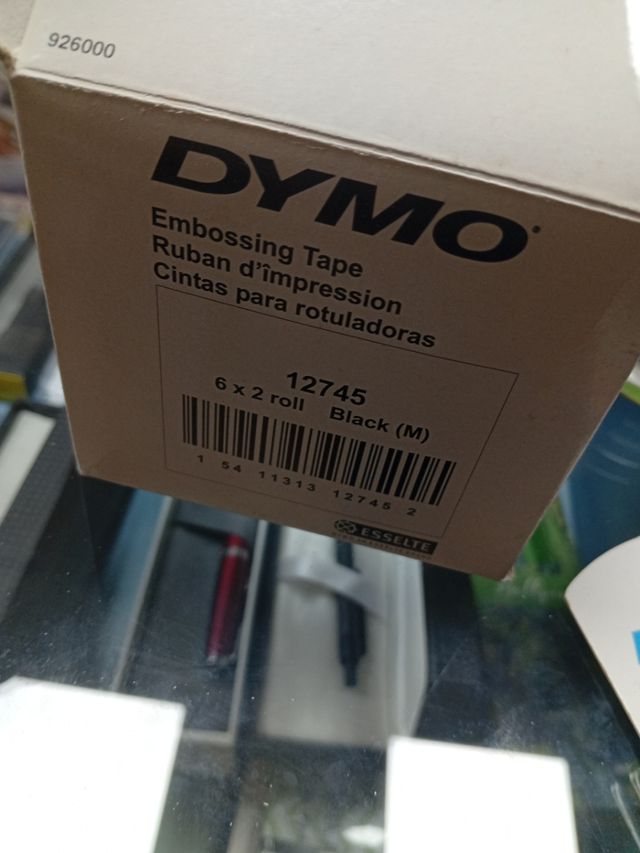 926000
DYMO
Embossing Tape
Ruban d'împression
Cintas para rotuladoras
12745
6 x 2 roll Black (M)
1 54 11313 12745 2
ESSELTE